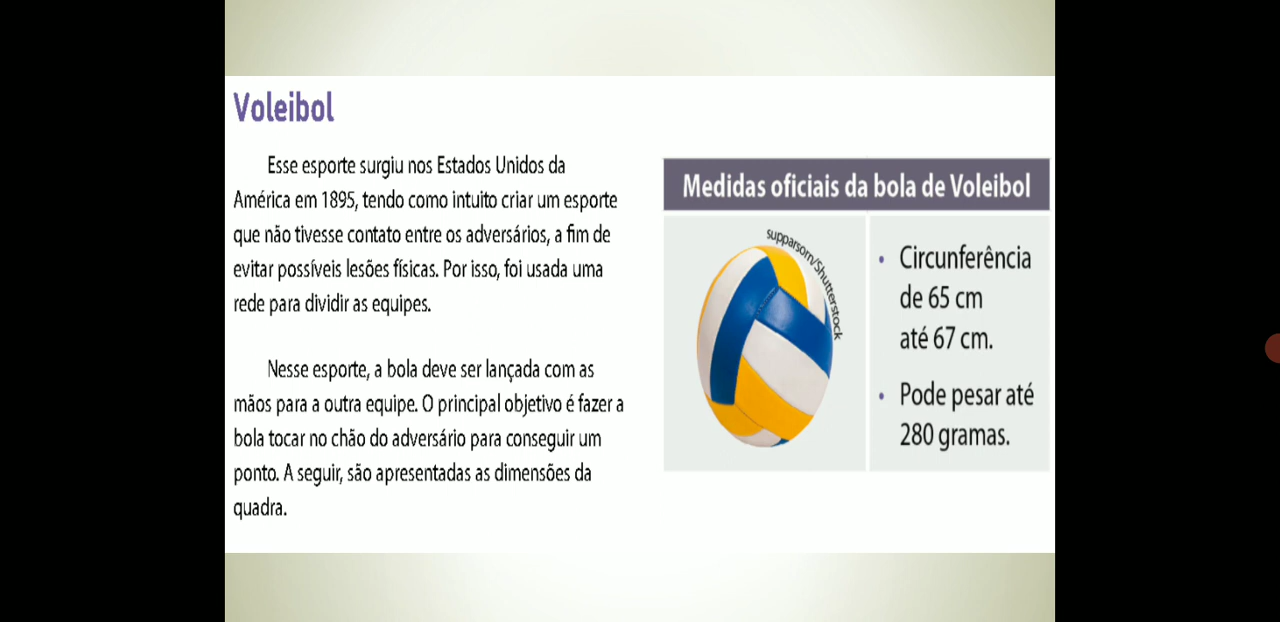 Voleibol
Esse esporte surgiu nos Estados Unidos da
América em 1895, tendo como intuito criar um esporte
que não tivesse contato entre os adversários, a fim de
evitar possíveis lesões físicas. Por isso, foi usada uma
rede para dividir as equipes.
Nesse esporte, a bola deve ser lançada com as
mãos para a outra equipe. O principal objetivo é fazer a
bola tocar no chão do adversário para conseguir um
ponto. A seguir, são apresentadas as dimensões da
quadra.
Medidas oficiais da bola de Voleibol
supparsorn/Shutterstock
• Circunferência
de 65 cm
até 67 cm.
• Pode pesar até
280 gramas.